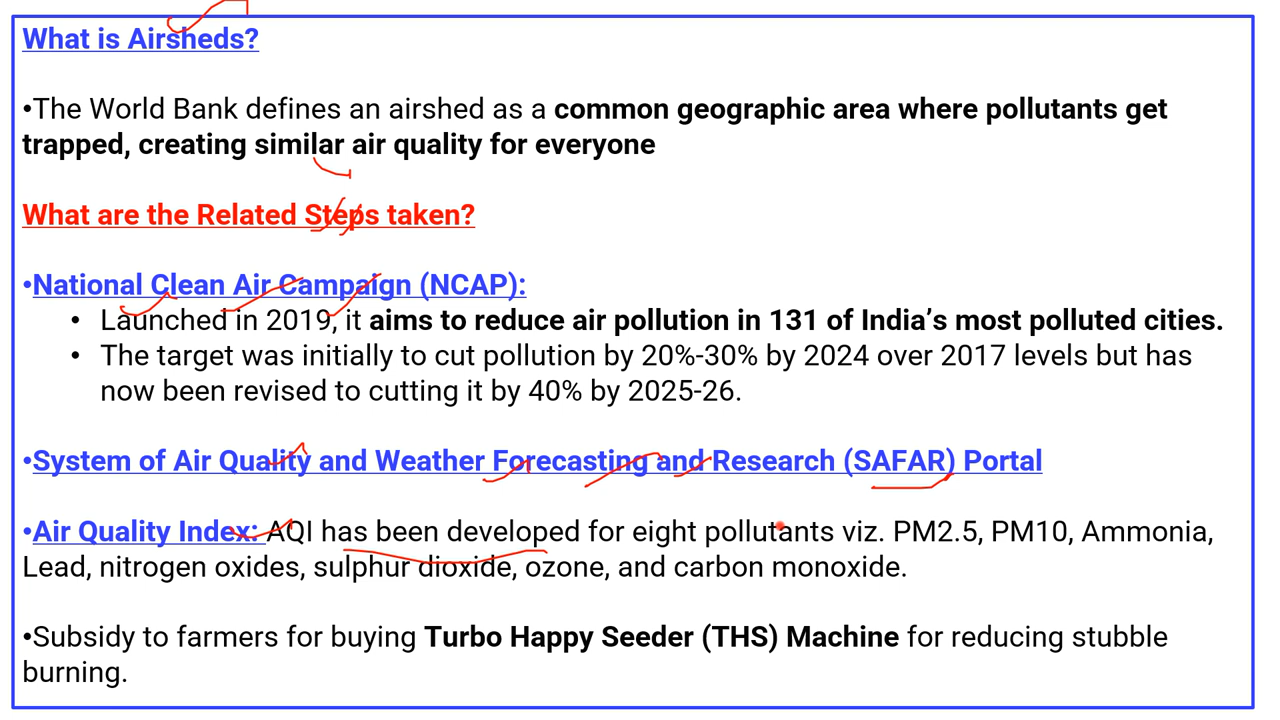 What is Airsheds?
•The World Bank defines an airshed as a common geographic area where pollutants get
trapped, creating similar air quality for everyone
What are the Related Steps taken?
•National Clean Air Campaign (NCAP):
• Launched in 2019, it aims to reduce air pollution in 131 of India’s most polluted cities.
• The target was initially to cut pollution by 20%-30% by 2024 over 2017 levels but has
now been revised to cutting it by 40% by 2025-26.
•System of Air Quality and Weather Forecasting and Research (SAFAR) Portal
•Air Quality Index: AQI has been developed for eight pollutants viz. PM2.5, PM10, Ammonia,
Lead, nitrogen oxides, sulphur dioxide, ozone, and carbon monoxide.
•Subsidy to farmers for buying Turbo Happy Seeder (THS) Machine for reducing stubble
burning.